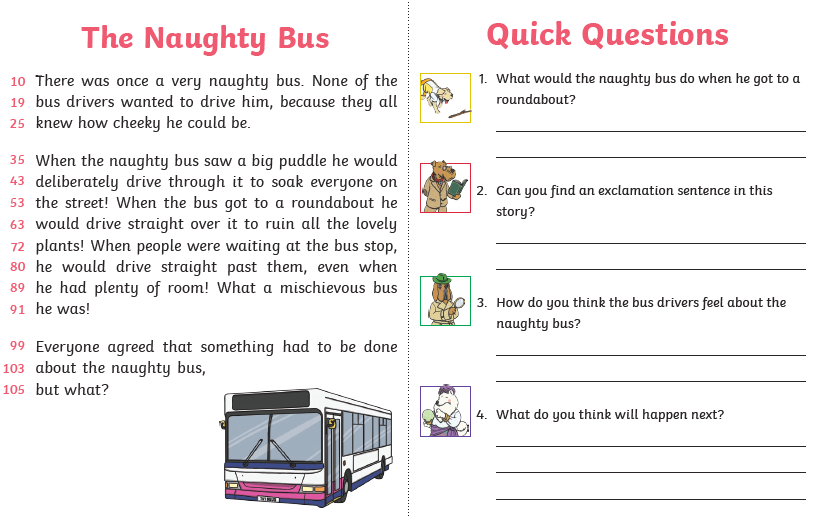 The Naughty Bus
10 There was once a very naughty bus. None of the
19 bus drivers wanted to drive him, because they all
25 knew how cheeky he could be.
35 When the naughty bus saw a big puddle he would
43 deliberately drive through it to soak everyone on
53 the street! When the bus got to a roundabout he
63 would drive straight over it to ruin all the lovely
72 plants! When people were waiting at the bus stop,
80 he would drive straight past them, even when
89 he had plenty of room! What a mischievous bus
91 he was!
99 Everyone agreed that something had to be done
103 about the naughty bus,
105 but what?
Quick Questions
1. What would the naughty bus do when he got to a
roundabout?
2. Can you find an exclamation sentence in this
story?
3. How do you think the bus drivers feel about the
naughty bus?
4. What do you think will happen next?